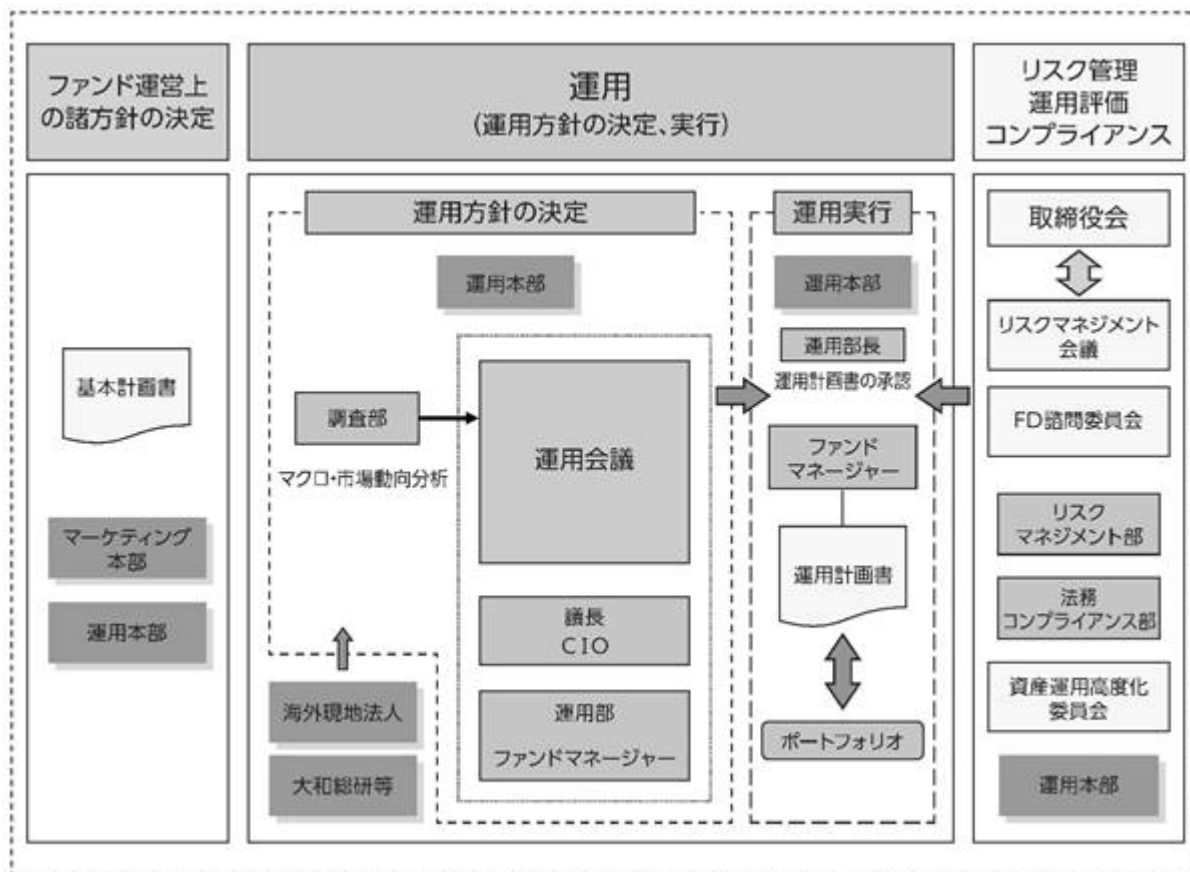 ファンド運営上
の諸方針の決定
運用
(運用方針の決定、実行)
リスク管理
運用評価
コンプライアンス
基本計画書
マーケティング
本部
運用本部
運用方針の決定
運用本部
調査部
マクロ・市場動向分析
運用会議
議長
CIO
運用部
ファンドマネージャー
海外現地法人
大和総研等
運用実行
運用本部
運用部長
運用計画書の承認
ファンド
マネージャー
運用計画書
ポートフォリオ
取締役会
リスクマネジメント
会議
FD諮問委員会
リスク
マネジメント部
法務
コンプライアンス部
資産運用高度化
委員会
運用本部